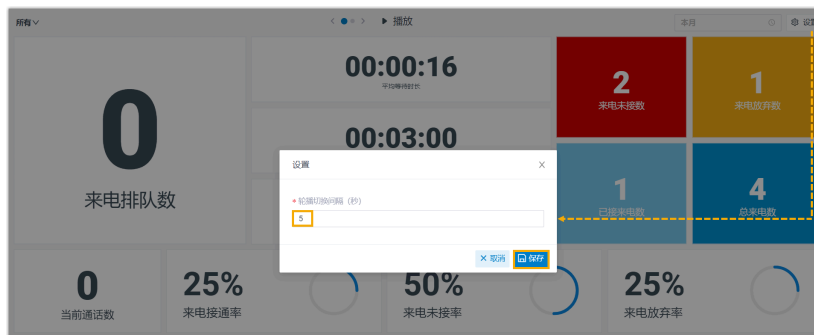 所有
播放
本月
设置
0
来电排队数
00:00:16
平均等待时长
00:03:00
2
来电未接数
1
来电放弃数
1
已接来电数
4
总来电数
设置
* 轮播切换间隔（秒）
5
取消
保存
0
当前通话数
25%
来电接通率
50%
来电未接率
25%
来电放弃率